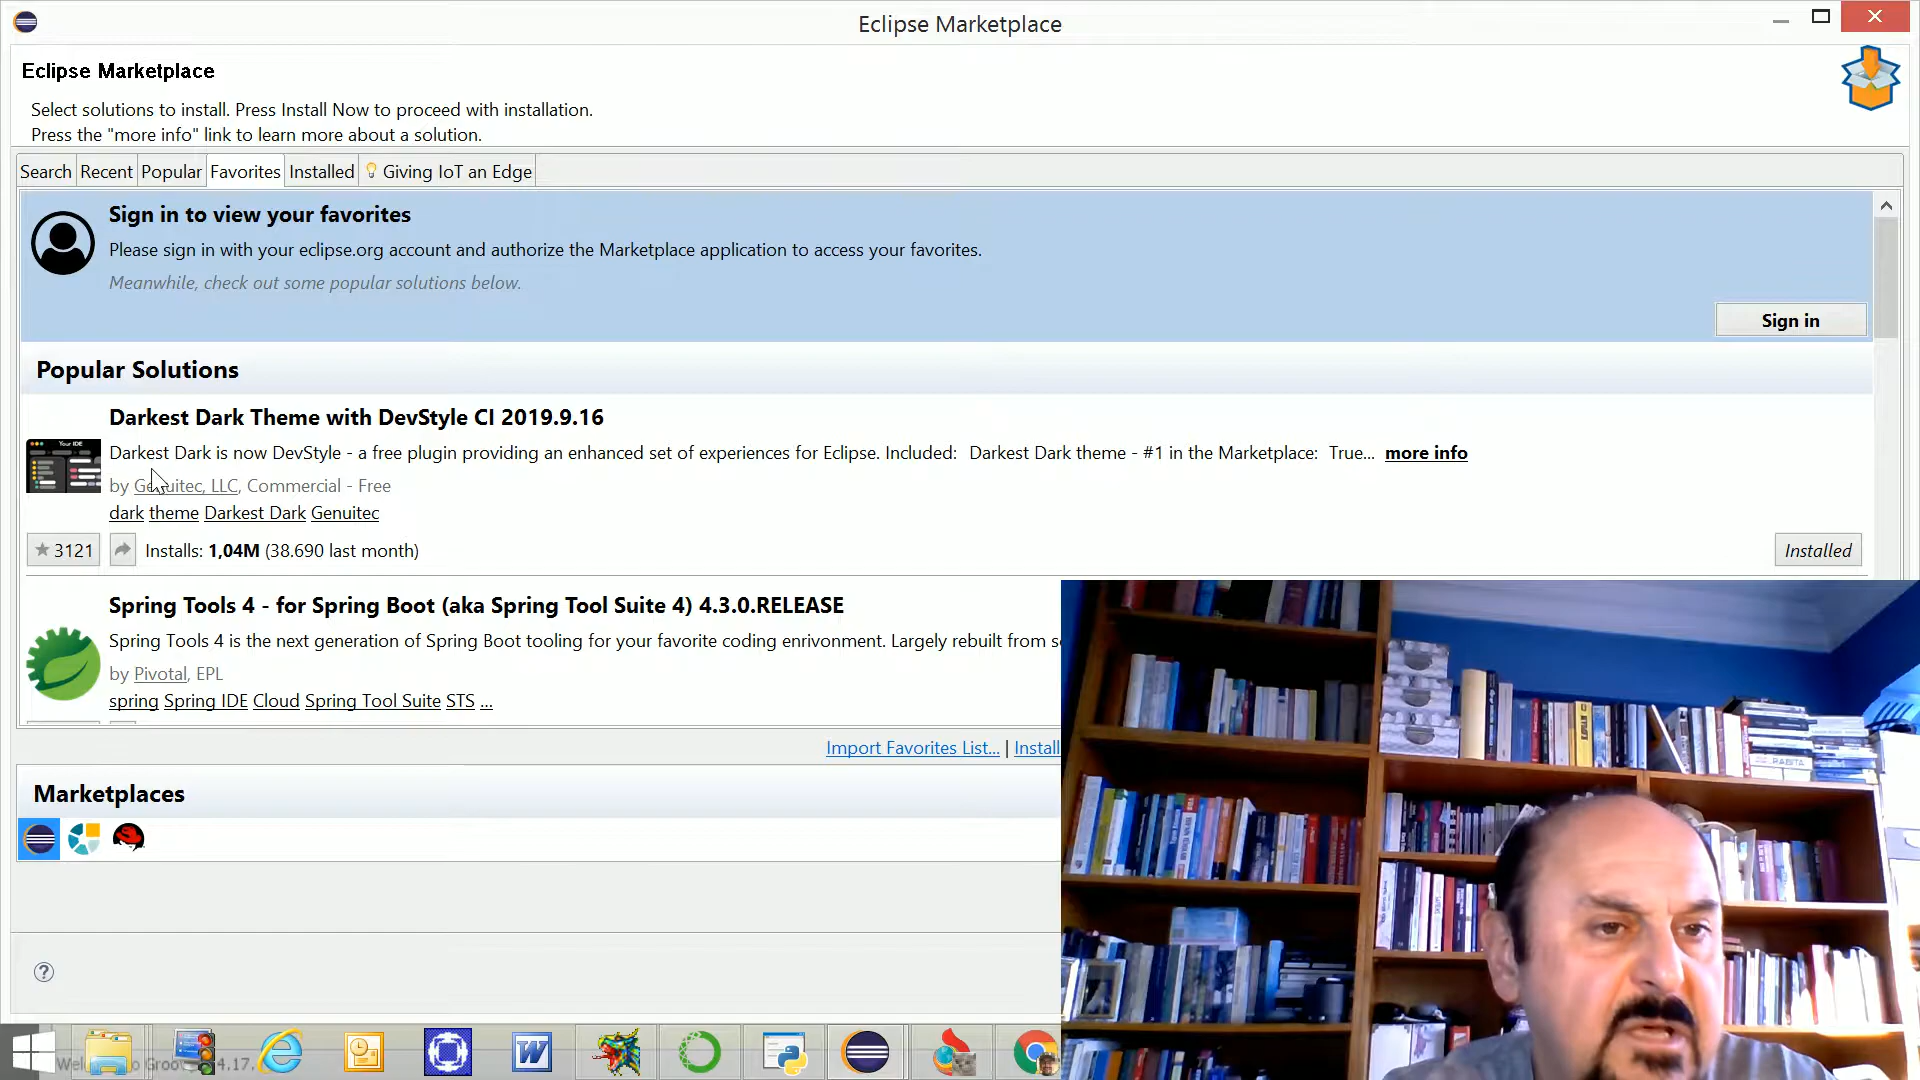 Eclipse Marketplace
Eclipse Marketplace
Select solutions to install. Press Install Now to proceed with installation.
Press the "more info" link to learn more about a solution.
Search Recent Popular Favorites Installed Giving IoT an Edge
Sign in to view your favorites
Please sign in with your eclipse.org account and authorize the Marketplace application to access your favorites.
Meanwhile, check out some popular solutions below.
Sign in
Popular Solutions
Darkest Dark Theme with DevStyle CI 2019.9.16
Darkest Dark is now DevStyle - a free plugin providing an enhanced set of experiences for Eclipse. Included: Darkest Dark theme - #1 in the Marketplace: True... more info
by Genuitec, LLC, Commercial - Free
dark theme Darkest Dark Genuitec
3121 Installs: 1,04M (38.690 last month) Installed
Spring Tools 4 - for Spring Boot (aka Spring Tool Suite 4) 4.3.0.RELEASE
Spring Tools 4 is the next generation of Spring Boot tooling for your favorite coding enrivonment. Largely rebuilt from
by Pivotal, EPL
spring Spring IDE Cloud Spring Tool Suite STS ...
Import Favorites List... | Install
Marketplaces